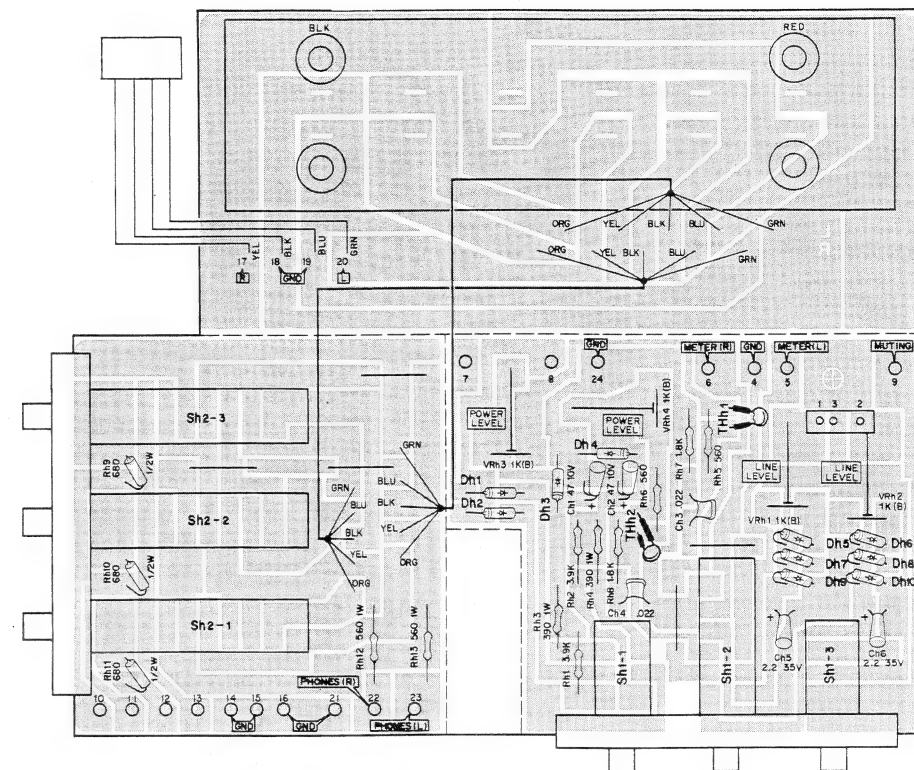 BLK
RED
YEL
BLK
BLU
GRN
17
18
19
20
R
GND
L
ORG
YEL
BLK
BLU
GRN
ORG
YEL
BLK
BLU
GRN
7
8
GND
24
METER(R)
6
GND
4
METER(L)
5
MUTING
9
Sh2-3
Rh9
680
1/2W
Sh2-2
Rh10
680
1/2W
Sh2-1
Rh11
680
1/2W
GRN
BLU
BLK
YEL
ORG
GRN
BLU
BLK
YEL
ORG
Rh12 560 1W
Rh13 560 1W
PHONES(R)
PHONES(L)
10
11
12
13
14
15
16
21
22
23
GND
GND
POWER
LEVEL
VRh3 1K(B)
Dh1
Dh2
Dh3
POWER
LEVEL
VRh4 1K(B)
Dh4
Ch1 47 10V
Ch2 47 10V
Rh6 560
Rh7 1.8K
Rh5 560
THh1
THh2
Ch3 .022
Rh2 3.9K
Rh4 390 1W
Rh8 1.8K
Ch4 .022
Rh3
390 1W
Rh1 3.9K
1 3 2
LINE
LEVEL
LINE
LEVEL
VRh1 1K(B)
VRh2
1K(B)
Dh5
Dh6
Dh7
Dh8
Dh9
Dh10
Ch5
2.2 35V
Ch6
2.2 35V
Sh1-1
Sh1-2
Sh1-3